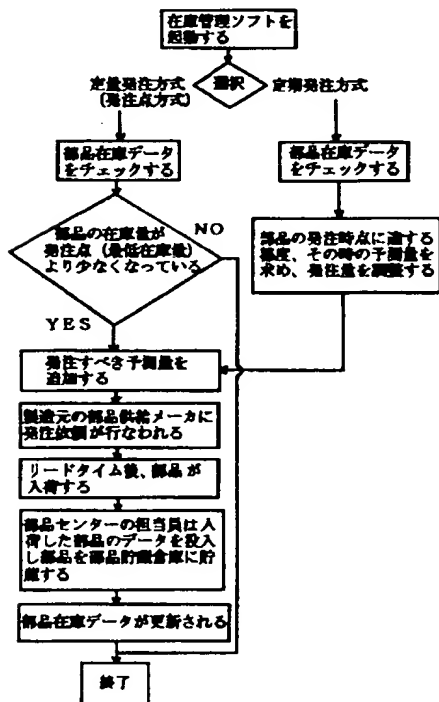 在庫管理ソフトを
起動する
選択
定量発注方式
(発注点方式)
定期発注方式
部品在庫データ
をチェックする
部品在庫データ
をチェックする
部品の在庫量が
発注点(最低在庫量)
より少なくなっている
NO
YES
部品の発注時点に達する
都度、その時の予測量を
求め、発注量を調整する
発注すべき予測量を
追加する
製造元の部品供給メーカに
発注依頼が行なわれる
リードタイム後、部品が
入荷する
部品センターの担当員は入
荷した部品のデータを投入
し部品を部品貯蔵倉庫に貯
蔵する
部品在庫データが更新される
終了